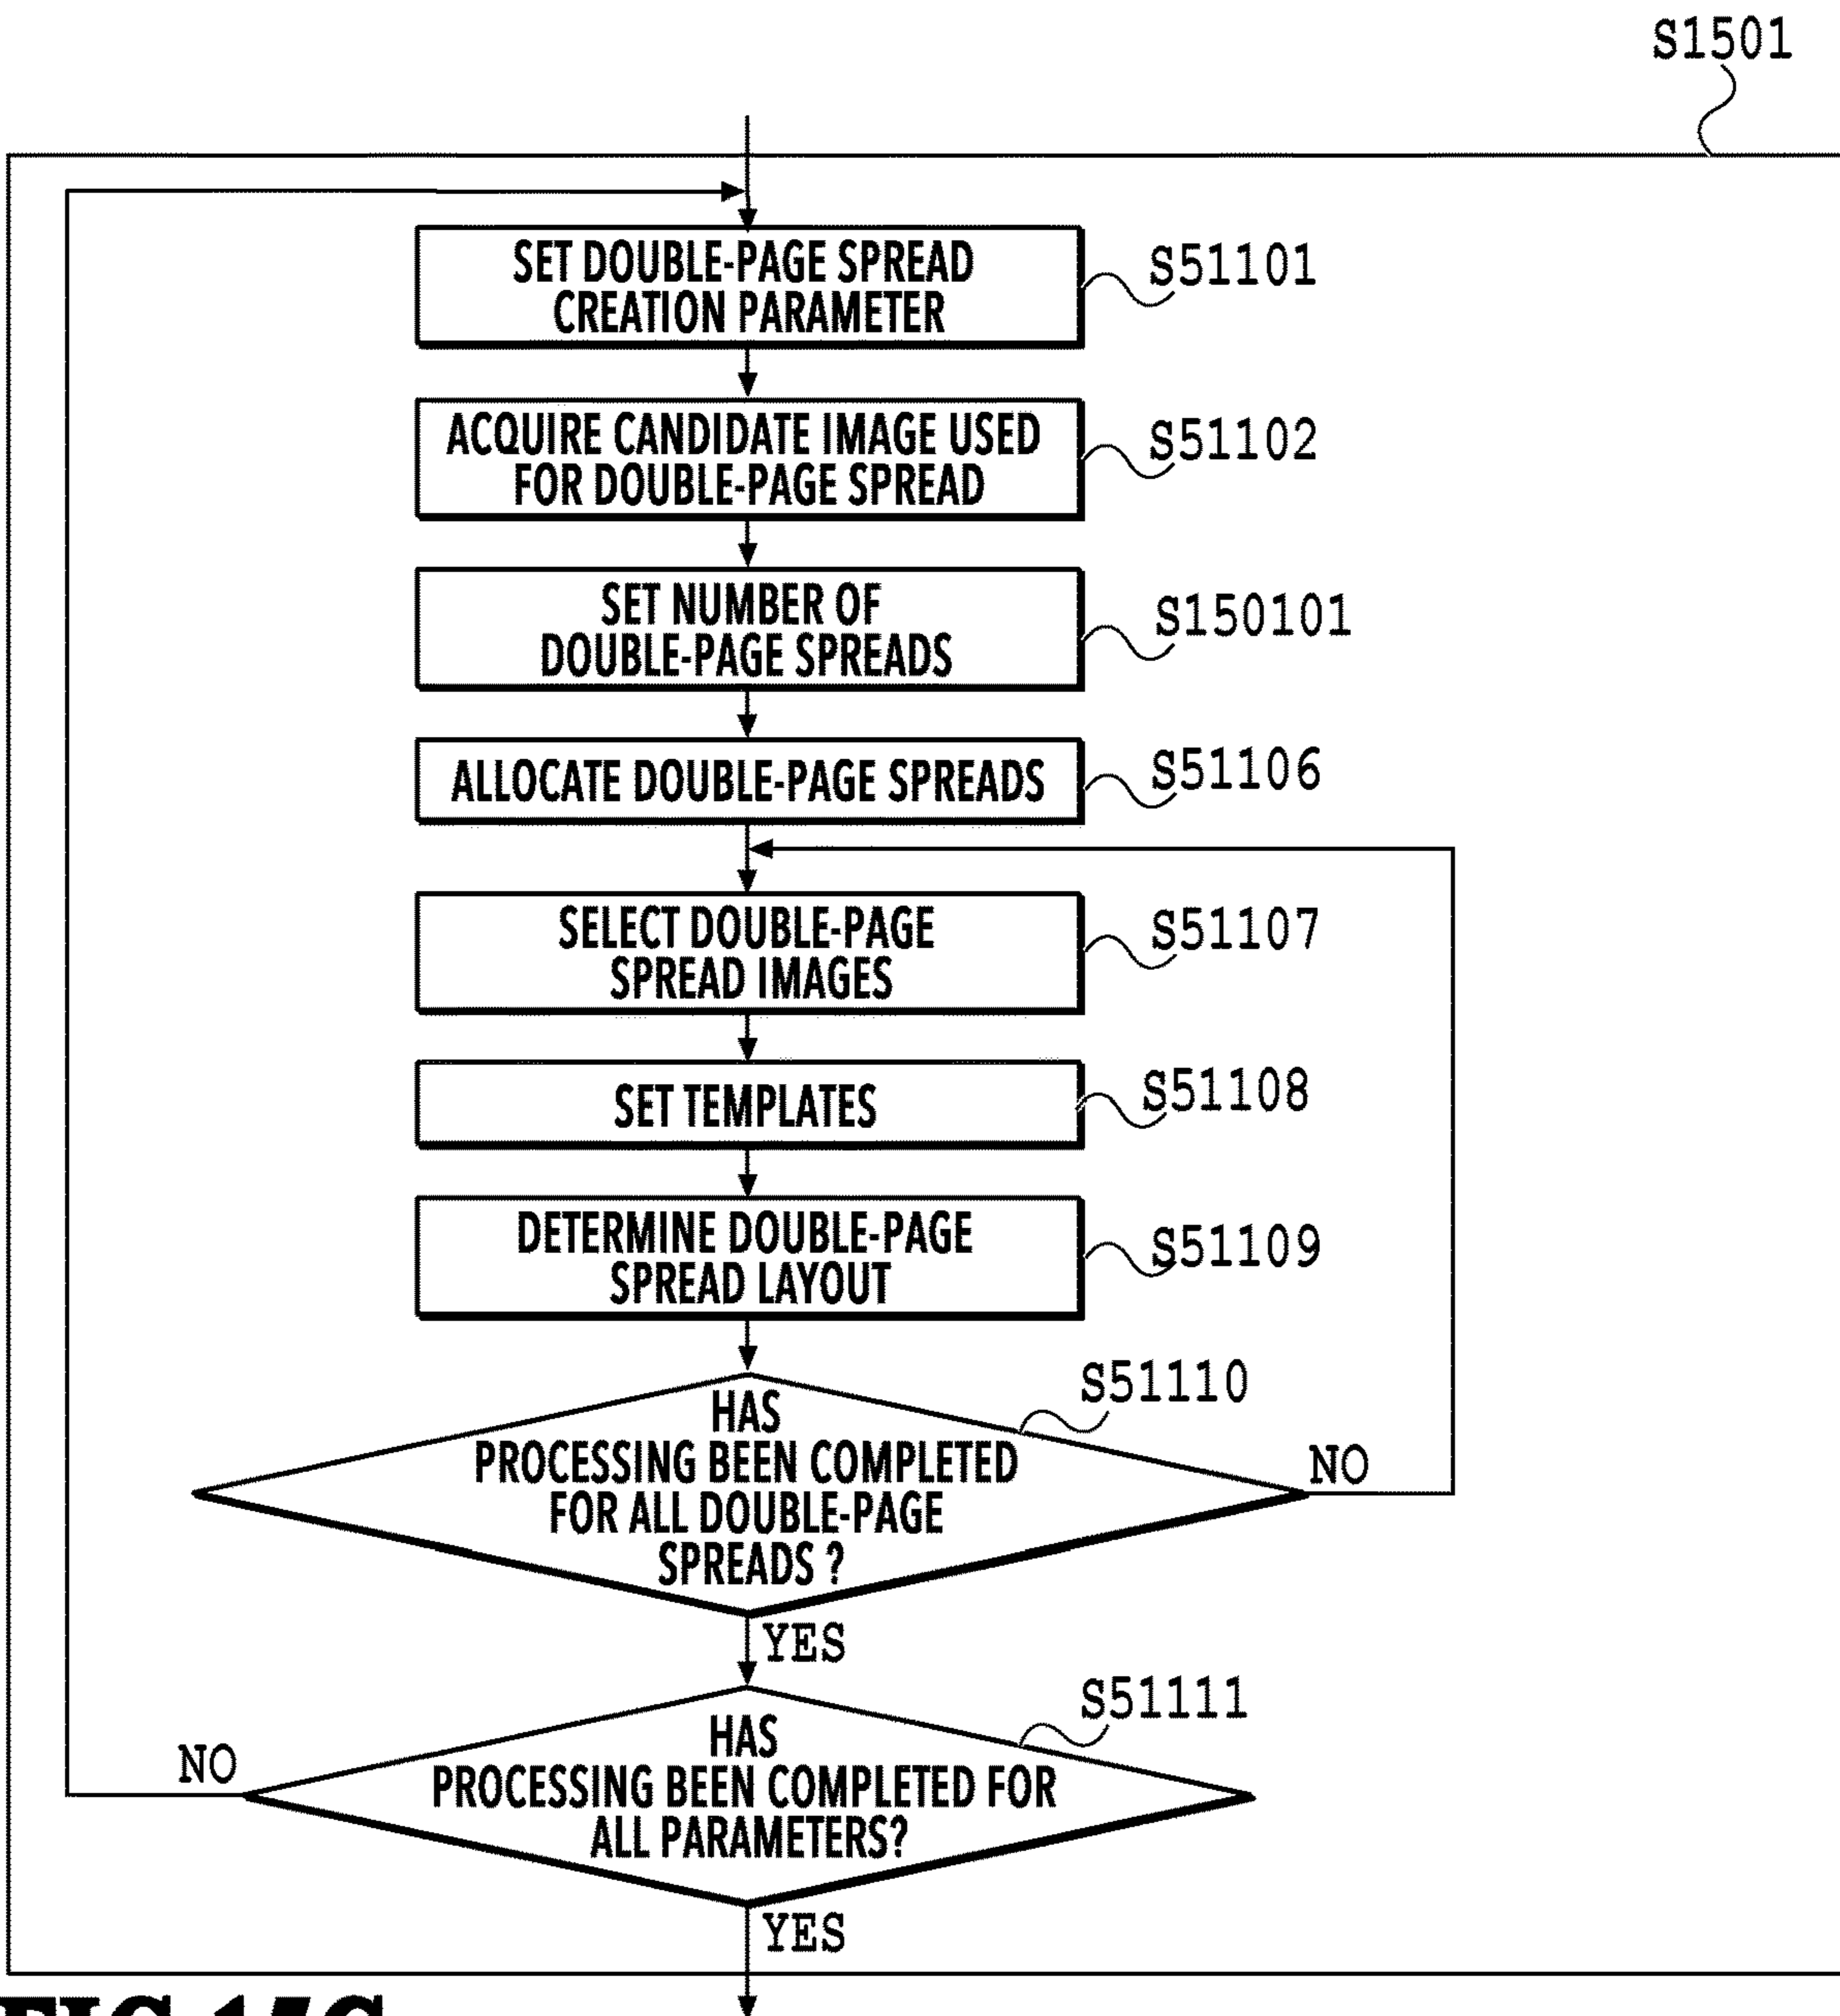 S1501
SET DOUBLE-PAGE SPREAD
CREATION PARAMETER
S51101
ACQUIRE CANDIDATE IMAGE USED
FOR DOUBLE-PAGE SPREAD
S51102
SET NUMBER OF
DOUBLE-PAGE SPREADS
S150101
ALLOCATE DOUBLE-PAGE SPREADS
S51106
SELECT DOUBLE-PAGE
SPREAD IMAGES
S51107
SET TEMPLATES
S51108
DETERMINE DOUBLE-PAGE
SPREAD LAYOUT
S51109
S51110
HAS
PROCESSING BEEN COMPLETED
FOR ALL DOUBLE-PAGE
SPREADS ?
NO
YES
S51111
HAS
PROCESSING BEEN COMPLETED FOR
ALL PARAMETERS?
NO
YES